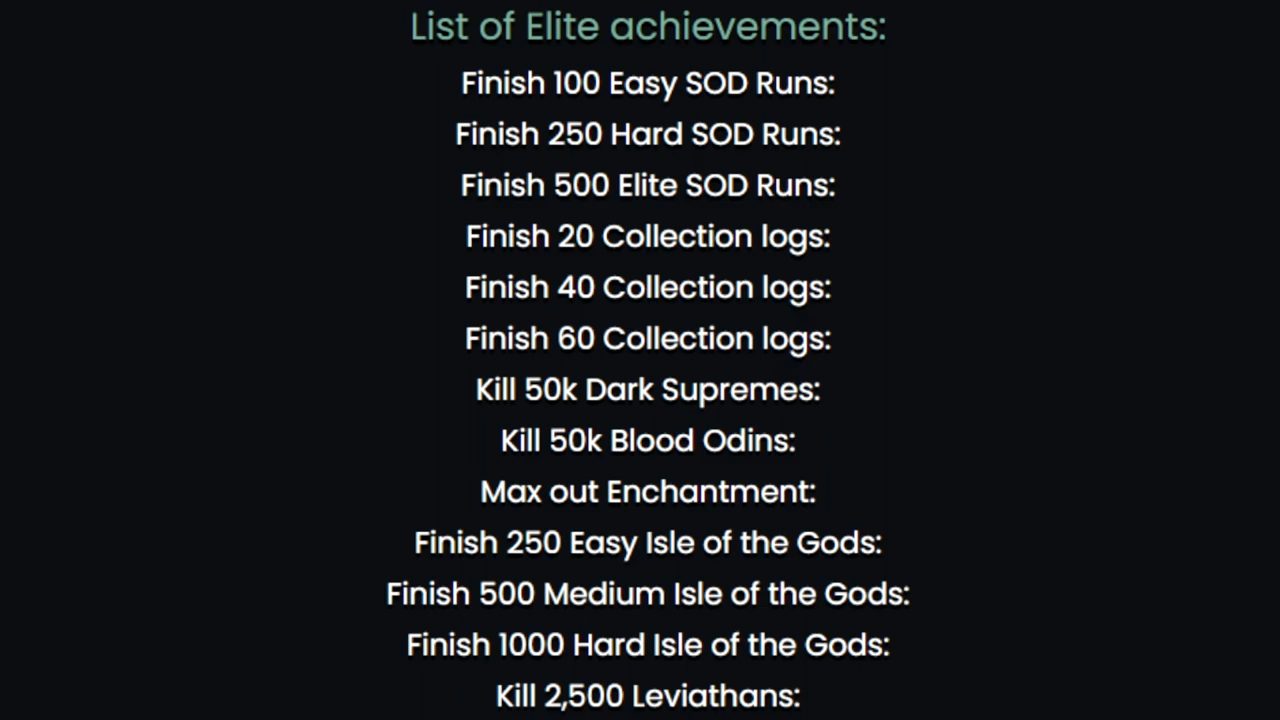 List of Elite achievements:
Finish 100 Easy SOD Runs:
Finish 250 Hard SOD Runs:
Finish 500 Elite SOD Runs:
Finish 20 Collection logs:
Finish 40 Collection logs:
Finish 60 Collection logs:
Kill 50k Dark Supremes:
Kill 50k Blood Odins:
Max out Enchantment:
Finish 250 Easy Isle of the Gods:
Finish 500 Medium Isle of the Gods:
Finish 1000 Hard Isle of the Gods:
Kill 2,500 Leviathans: